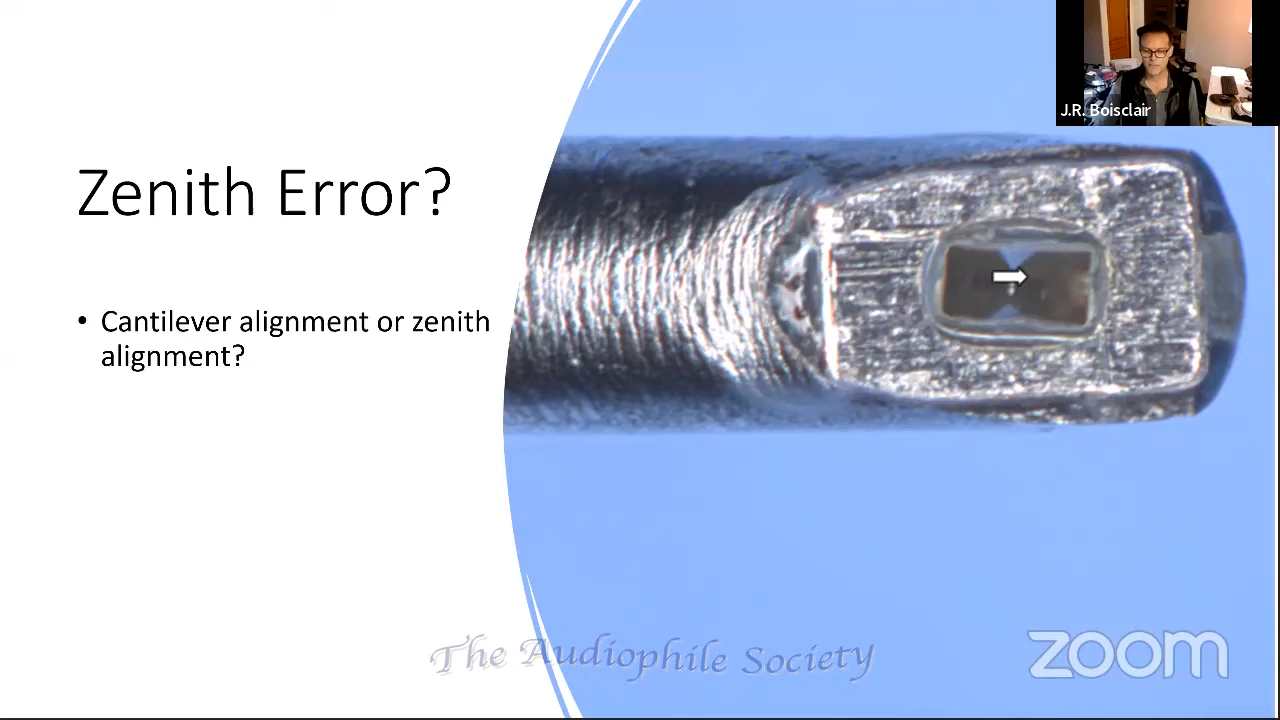 J.R. Boisclair
Zenith Error?
• Cantilever alignment or zenith
alignment?
The Audiophile Society
zoom